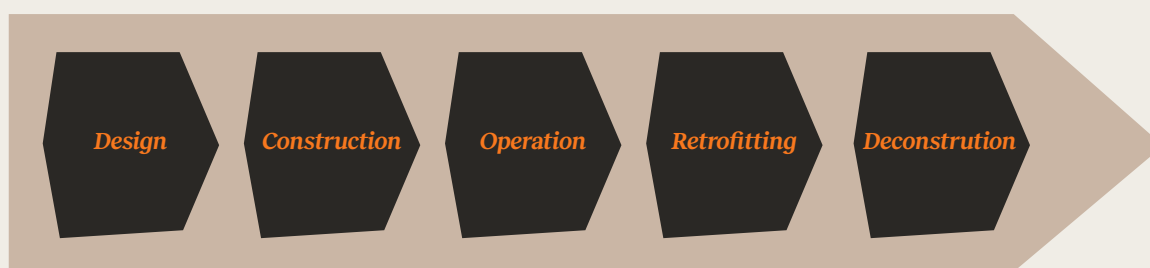 Design
Construction
Operation
Retrofitting
Deconstrution